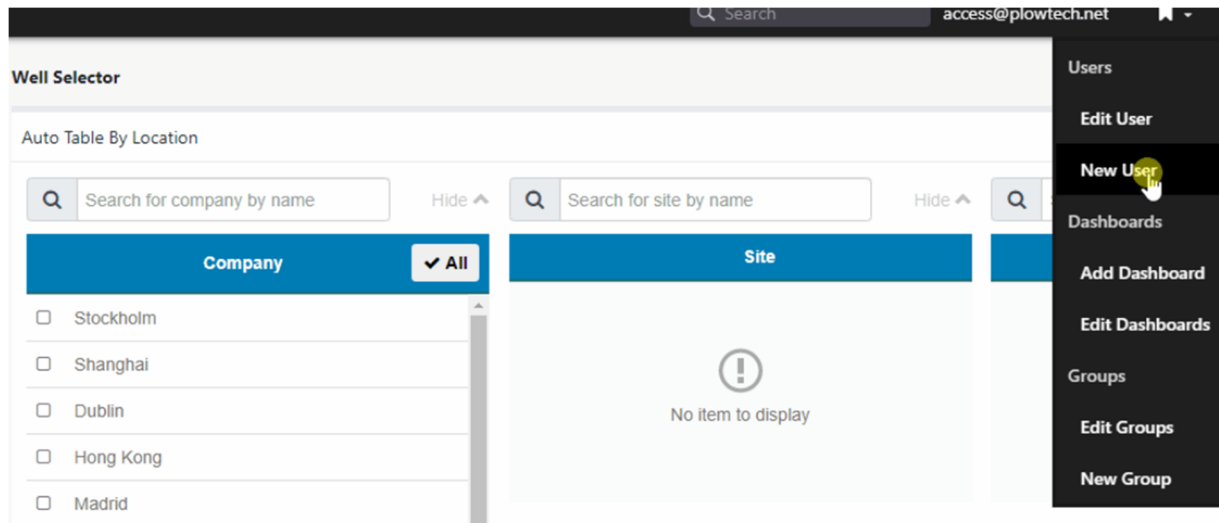 Search
access@plowtech.net
Well Selector
Auto Table By Location
Search for company by name
Hide
Search for site by name
Hide
Company
All
Site
Stockholm
Shanghai
Dublin
Hong Kong
Madrid
No item to display
Users
Edit User
New User
Dashboards
Add Dashboard
Edit Dashboards
Groups
Edit Groups
New Group